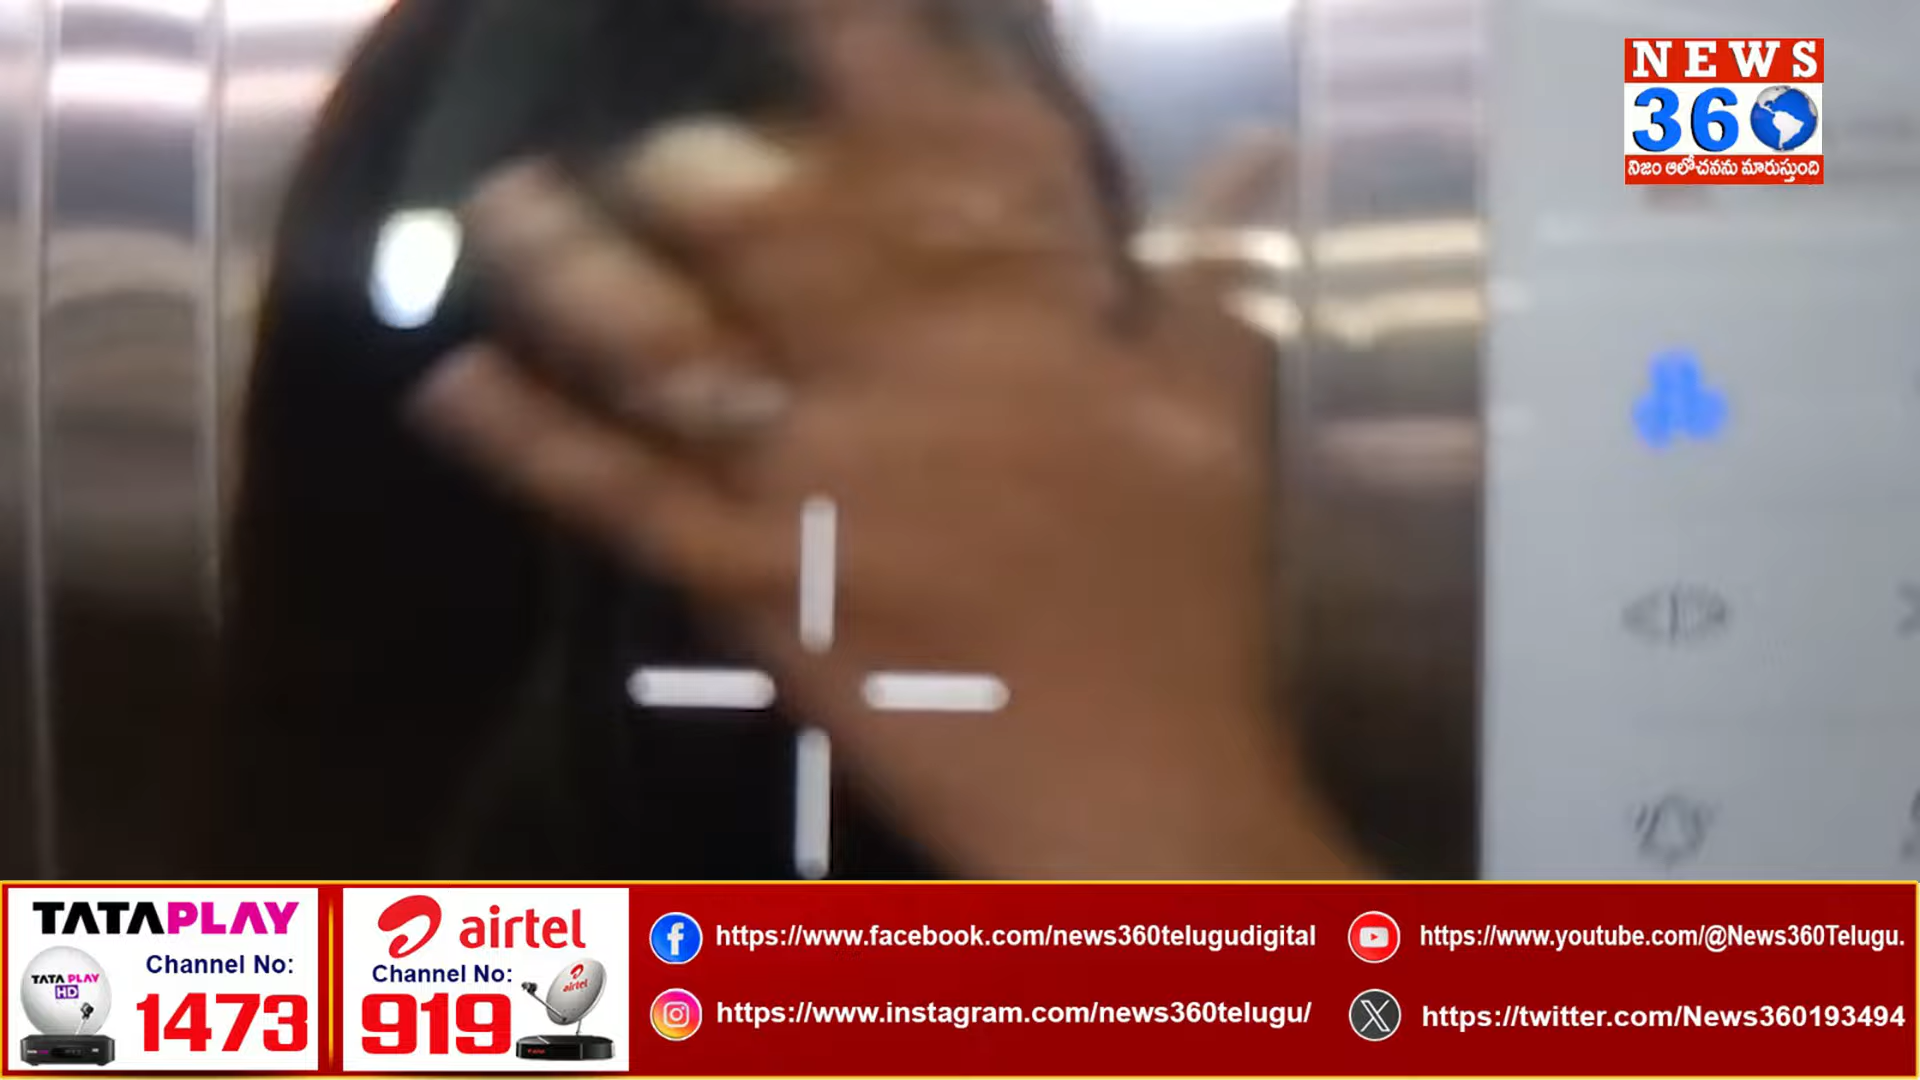 NEWS
360
నిజం ఆలోచనను మారుస్తుంది
TATA PLAY
Channel No:
TATA PLAY
HD
1473
airtel
Channel No:
919
airtel
airtel
https://www.facebook.com/news360telugudigital
https://www.youtube.com/@News360Telugu.
https://www.instagram.com/news360telugu/
https://twitter.com/News360193494